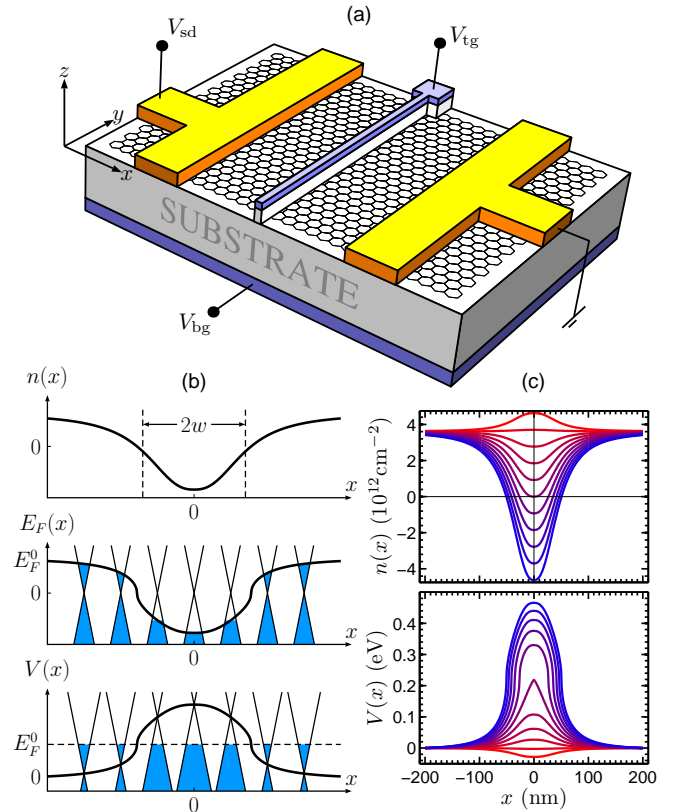 (a)
V_sd
V_tg
z
y
x
SUBSTRATE
V_bg
(b)
n(x)
2w
0
x
0
E_F(x)
E_F^0
0
x
0
V(x)
E_F^0
0
x
0
(c)
n(x) (10^12 cm^−2)
4
2
0
−2
−4
V(x) (eV)
0.4
0.3
0.2
0.1
0
−200 −100 0 100 200
x (nm)